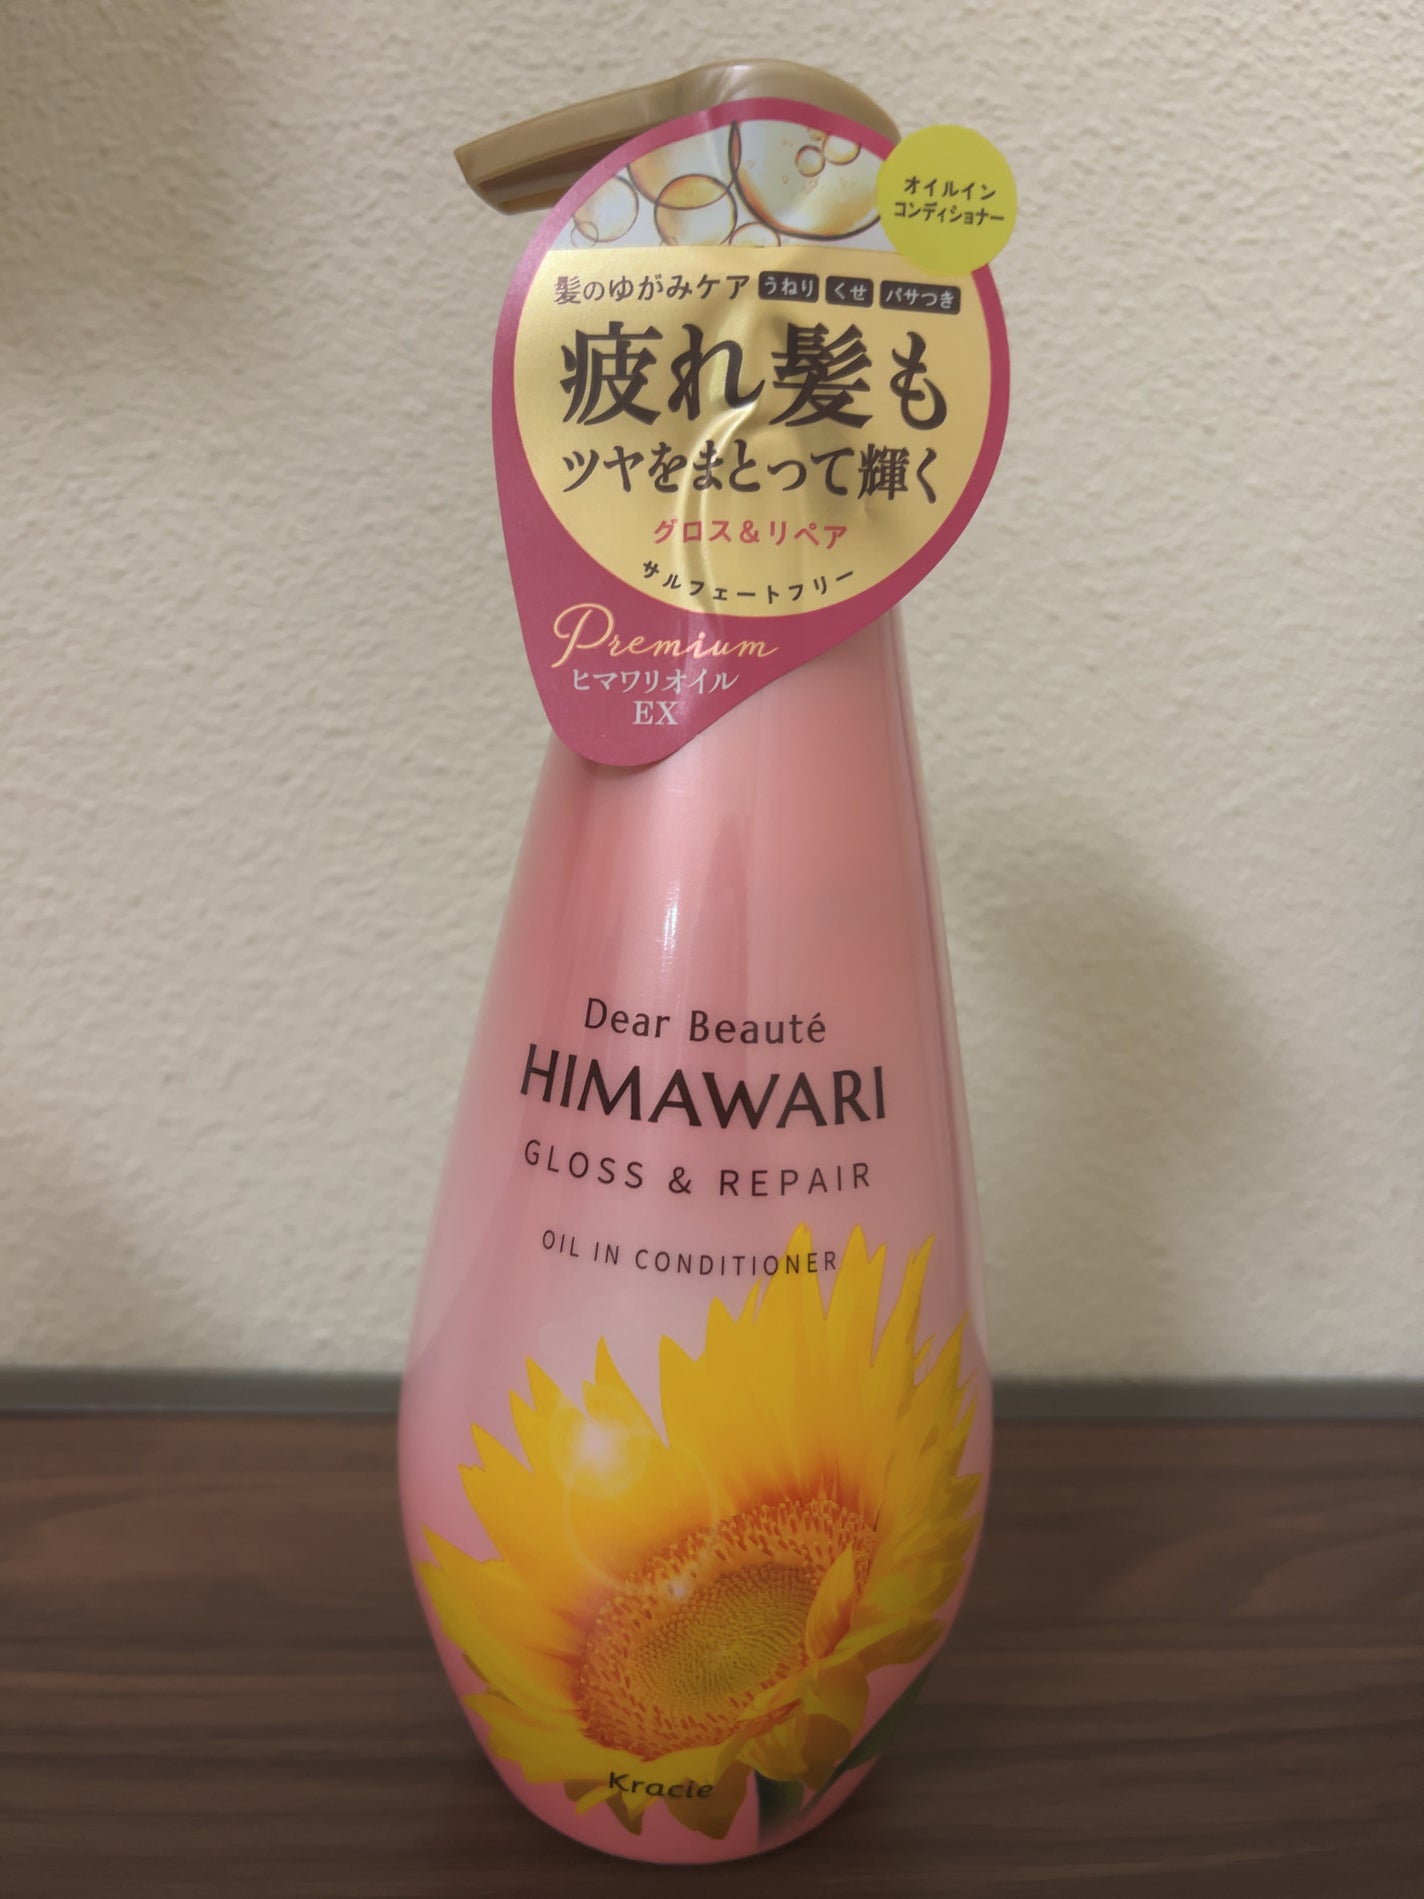 オイルイン
コンディショナー
髪のゆがみケア うねり くせ パサつき
疲れ髪も
ツヤをまとって輝く
グロス&リペア
サルフェートフリー
Premium
ヒマワリオイル
EX
Dear Beauté
HIMAWARI
GLOSS & REPAIR
OIL IN CONDITIONER
Kracie